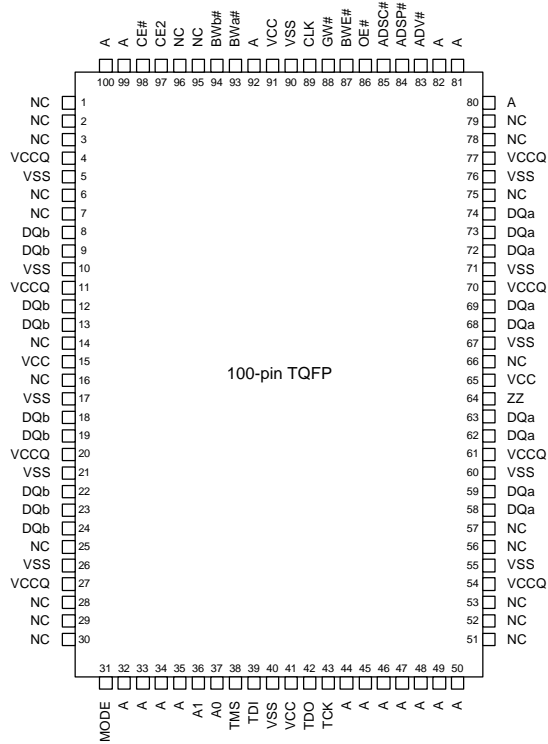 A A CE# CE2 NC NC BWb# BWa# A VCC VSS CLK GW# BWE# OE# ADSC# ADSP# ADV# A A
100 99 98 97 96 95 94 93 92 91 90 89 88 87 86 85 84 83 82 81
NC 1 80 A
NC 2 79 NC
NC 3 78 NC
VCCQ 4 77 VCCQ
VSS 5 76 VSS
NC 6 75 NC
NC 7 74 DQa
DQb 8 73 DQa
DQb 9 72 DQa
VSS 10 71 VSS
VCCQ 11 70 VCCQ
DQb 12 69 DQa
DQb 13 68 DQa
NC 14 67 VSS
VCC 15 66 NC
NC 16 100-pin TQFP 65 VCC
VSS 17 64 ZZ
DQb 18 63 DQa
DQb 19 62 DQa
VCCQ 20 61 VCCQ
VSS 21 60 VSS
DQb 22 59 DQa
DQb 23 58 DQa
DQb 24 57 NC
NC 25 56 NC
VSS 26 55 VSS
VCCQ 27 54 VCCQ
NC 28 53 NC
NC 29 52 NC
NC 30 51 NC
31 32 33 34 35 36 37 38 39 40 41 42 43 44 45 46 47 48 49 50
MODE A A A A A1 A0 TMS TDI VSS VCC TDO TCK A A A A A A A